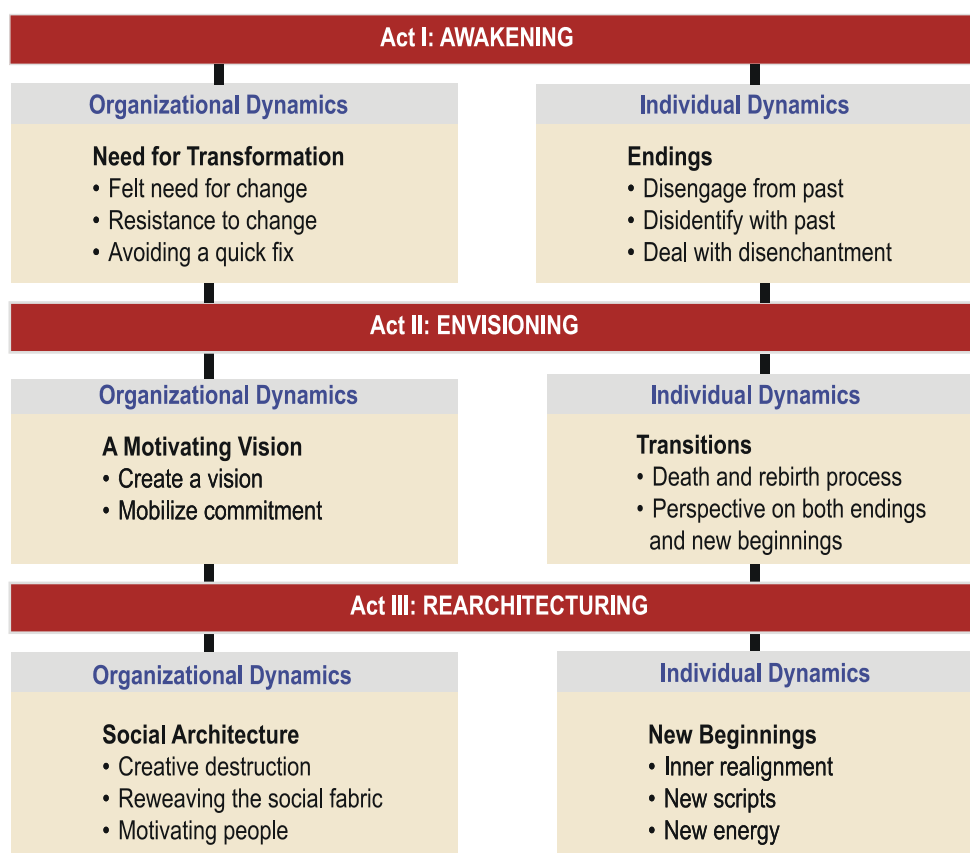 Act I: AWAKENING
Organizational Dynamics
Need for Transformation
• Felt need for change
• Resistance to change
• Avoiding a quick fix
Individual Dynamics
Endings
• Disengage from past
• Disidentify with past
• Deal with disenchantment
Act II: ENVISIONING
Organizational Dynamics
A Motivating Vision
• Create a vision
• Mobilize commitment
Individual Dynamics
Transitions
• Death and rebirth process
• Perspective on both endings
and new beginnings
Act III: REARCHITECTURING
Organizational Dynamics
Social Architecture
• Creative destruction
• Reweaving the social fabric
• Motivating people
Individual Dynamics
New Beginnings
• Inner realignment
• New scripts
• New energy